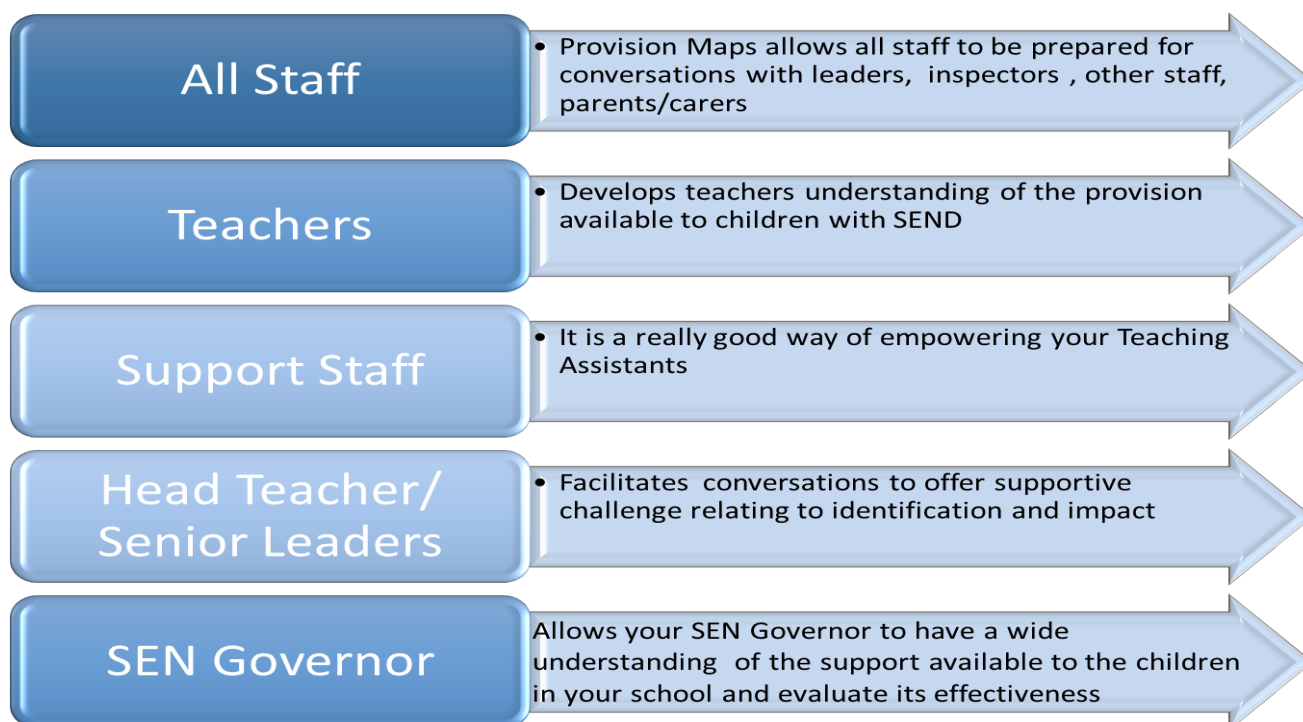 All Staff
• Provision Maps allows all staff to be prepared for
conversations with leaders, inspectors , other staff,
parents/carers
Teachers
• Develops teachers understanding of the provision
available to children with SEND
Support Staff
• It is a really good way of empowering your Teaching
Assistants
Head Teacher/
Senior Leaders
• Facilitates conversations to offer supportive
challenge relating to identification and impact
SEN Governor
Allows your SEN Governor to have a wide
understanding of the support available to the children
in your school and evaluate its effectiveness